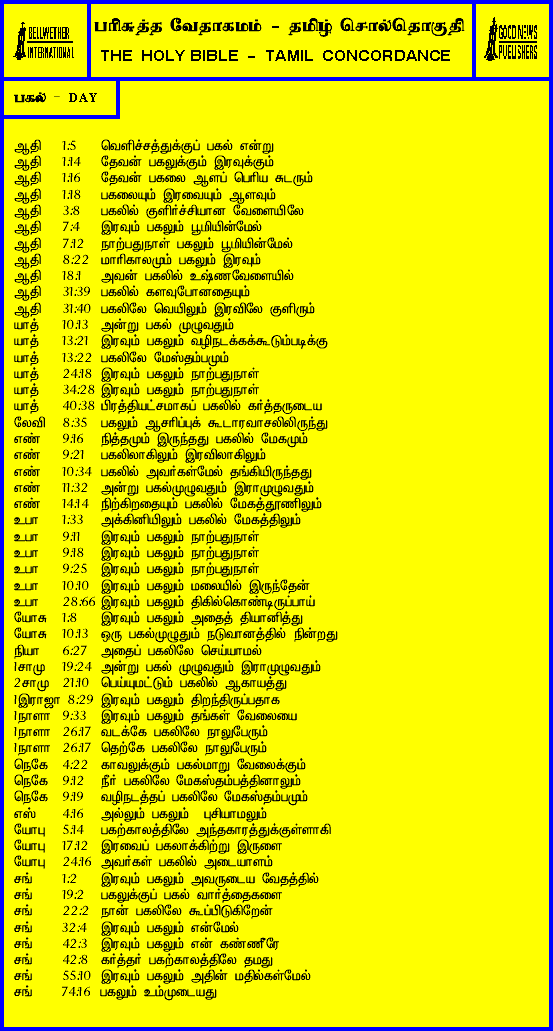 BELLWETHER INTERNATIONAL
பரிசுத்த வேதாகமம் - தமிழ் சொல்தொகுதி
THE HOLY BIBLE - TAMIL CONCORDANCE
GOOD NEWS PUBLISHERS
பகல் - DAY
ஆதி 1:5 வெளிச்சத்துக்குப் பகல் என்று
ஆதி 1:14 தேவன் பகலுக்கும் இரவுக்கும்
ஆதி 1:16 தேவன் பகலை ஆளப் பெரிய சுடரும்
ஆதி 1:18 பகலையும் இரவையும் ஆளவும்
ஆதி 3:8 பகலில் குளிர்ச்சியான வேளையிலே
ஆதி 7:4 இரவும் பகலும் பூமியின்மேல்
ஆதி 7:12 நாற்பதுநாள் பகலும் பூமியின்மேல்
ஆதி 8:22 மாரிகாலமும் பகலும் இரவும்
ஆதி 18:1 அவன் பகலில் உஷ்ணவேளையில்
ஆதி 31:39 பகலில் களவுபோனதையும்
ஆதி 31:40 பகலிலே வெயிலும் இரவிலே குளிரும்
யாத் 10:13 அன்று பகல் முழுவதும்
யாத் 13:21 இரவும் பகலும் வழிநடக்கக்கூடும்படிக்கு
யாத் 13:22 பகலிலே மேஸ்தம்பமும்
யாத் 24:18 இரவும் பகலும் நாற்பதுநாள்
யாத் 34:28 இரவும் பகலும் நாற்பதுநாள்
யாத் 40:38 பிரத்தியட்சமாகப் பகலில் கர்த்தருடைய
லேவி 8:35 பகலும் ஆசரிப்புக் கூடாரவாசலிலிருந்து
எண் 9:16 நித்தமும் இருந்தது பகலில் மேகமும்
எண் 9:21 பகலிலாகிலும் இரவிலாகிலும்
எண் 10:34 பகலில் அவர்கள்மேல் தங்கியிருந்தது
எண் 11:32 அன்று பகல்முழுவதும் இராமுழுவதும்
எண் 14:14 நிற்கிறதையும் பகலில் மேகத்தூணிலும்
உபா 1:33 அக்கினியிலும் பகலில் மேகத்திலும்
உபா 9:11 இரவும் பகலும் நாற்பதுநாள்
உபா 9:18 இரவும் பகலும் நாற்பதுநாள்
உபா 9:25 இரவும் பகலும் நாற்பதுநாள்
உபா 10:10 இரவும் பகலும் மலையில் இருந்தேன்
உபா 28:66 இரவும் பகலும் திகில்கொண்டிருப்பாய்
யோசு 1:8 இரவும் பகலும் அதைத் தியானித்து
யோசு 10:13 ஒரு பகல்முழுதும் நடுவானத்தில் நின்றது
நியா 6:27 அதைப் பகலிலே செய்யாமல்
1சாமு 19:24 அன்று பகல் முழுவதும் இராமுழுவதும்
2சாமு 21:10 பெய்யுமட்டும் பகலில் ஆகாயத்து
1இராஜா 8:29 இரவும் பகலும் திறந்திருப்பதாக
1நாளா 9:33 இரவும் பகலும் தங்கள் வேலையை
1நாளா 26:17 வடக்கே பகலிலே நாலுபேரும்
1நாளா 26:17 தெற்கே பகலிலே நாலுபேரும்
நெகே 4:22 காவலுக்கும் பகல்மாறு வேலைக்கும்
நெகே 9:12 நீர் பகலிலே மேகஸ்தம்பத்தினாலும்
நெகே 9:19 வழிநடத்தப் பகலிலே மேகஸ்தம்பமும்
எஸ் 4:16 அல்லும் பகலும் புசியாமலும்
யோபு 5:14 பகற்காலத்திலே அந்தகாரத்துக்குள்ளாகி
யோபு 17:12 இரவைப் பகலாக்கிற்று இருளை
யோபு 24:16 அவர்கள் பகலில் அடையாளம்
சங் 1:2 இரவும் பகலும் அவருடைய வேதத்தில்
சங் 19:2 பகலுக்குப் பகல் வார்த்தைகளை
சங் 22:2 நான் பகலிலே கூப்பிடுகிறேன்
சங் 32:4 இரவும் பகலும் என்மேல்
சங் 42:3 இரவும் பகலும் என் கண்ணீரே
சங் 42:8 கர்த்தர் பகற்காலத்திலே தமது
சங் 55:10 இரவும் பகலும் அதின் மதில்கள்மேல்
சங் 74:16 பகலும் உம்முடையது